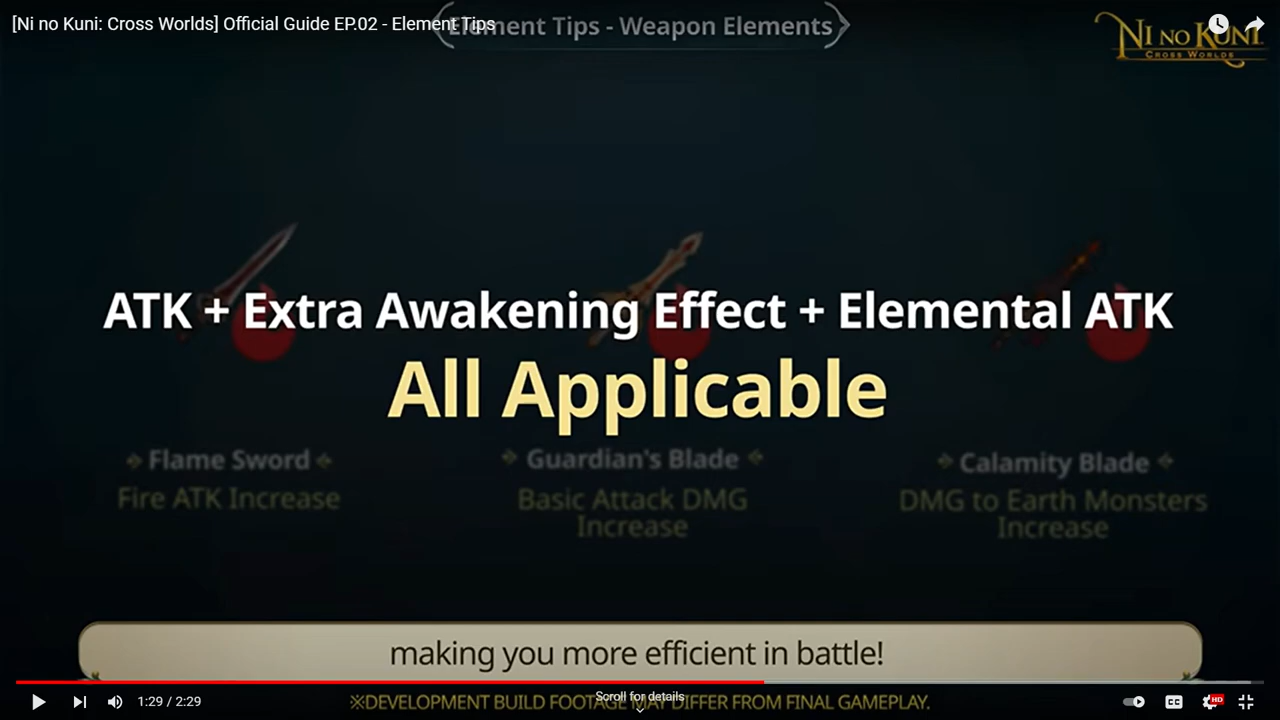 [Ni no Kuni: Cross Worlds] Official Guide EP.02 - Element Tips
Element Tips - Weapon Elements
NI NO KUNI
CROSS WORLDS
ATK + Extra Awakening Effect + Elemental ATK
All Applicable
Flame Sword
Fire ATK Increase
Guardian's Blade
Basic Attack DMG
Increase
Calamity Blade
DMG to Earth Monsters
Increase
making you more efficient in battle!
1:29 / 2:29
Scroll for details
※DEVELOPMENT BUILD FOOTAGE MAY DIFFER FROM FINAL GAMEPLAY.
CC
HD